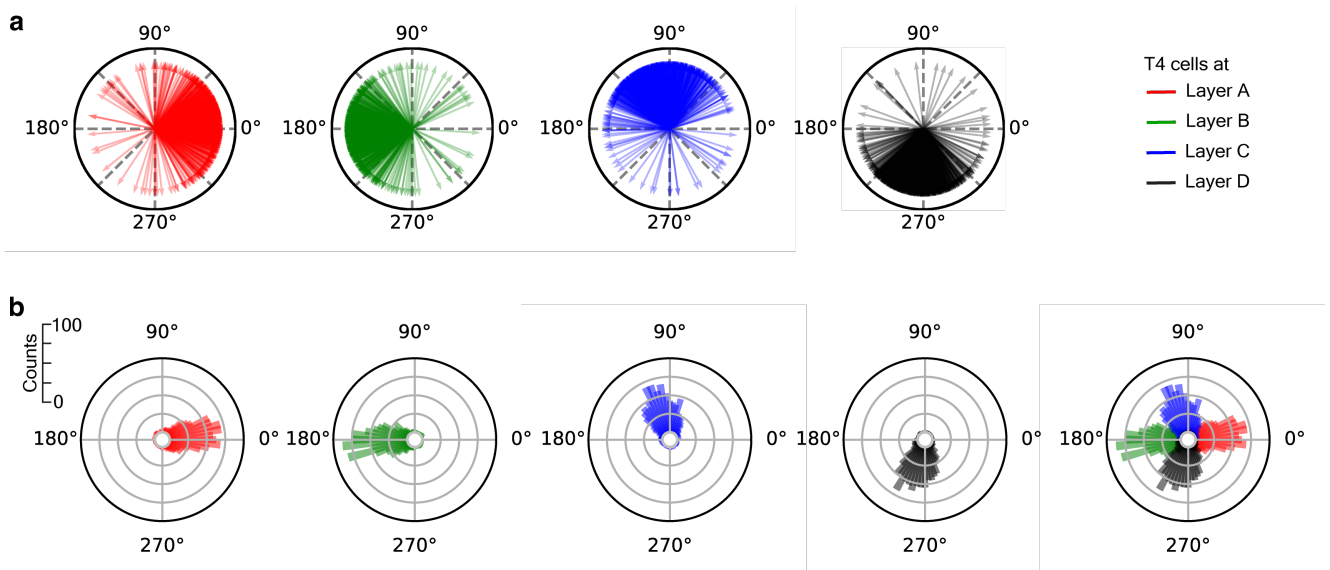 a
90° 90° 90° 90°
T4 cells at
Layer A
Layer B
Layer C
Layer D
180° 0° 180° 0° 180° 0° 180° 0°
270° 270° 270° 270°
b
100
Counts
0
90° 90° 90° 90° 90°
180° 0° 180° 0° 180° 0° 180° 0° 180° 0°
270° 270° 270° 270° 270°